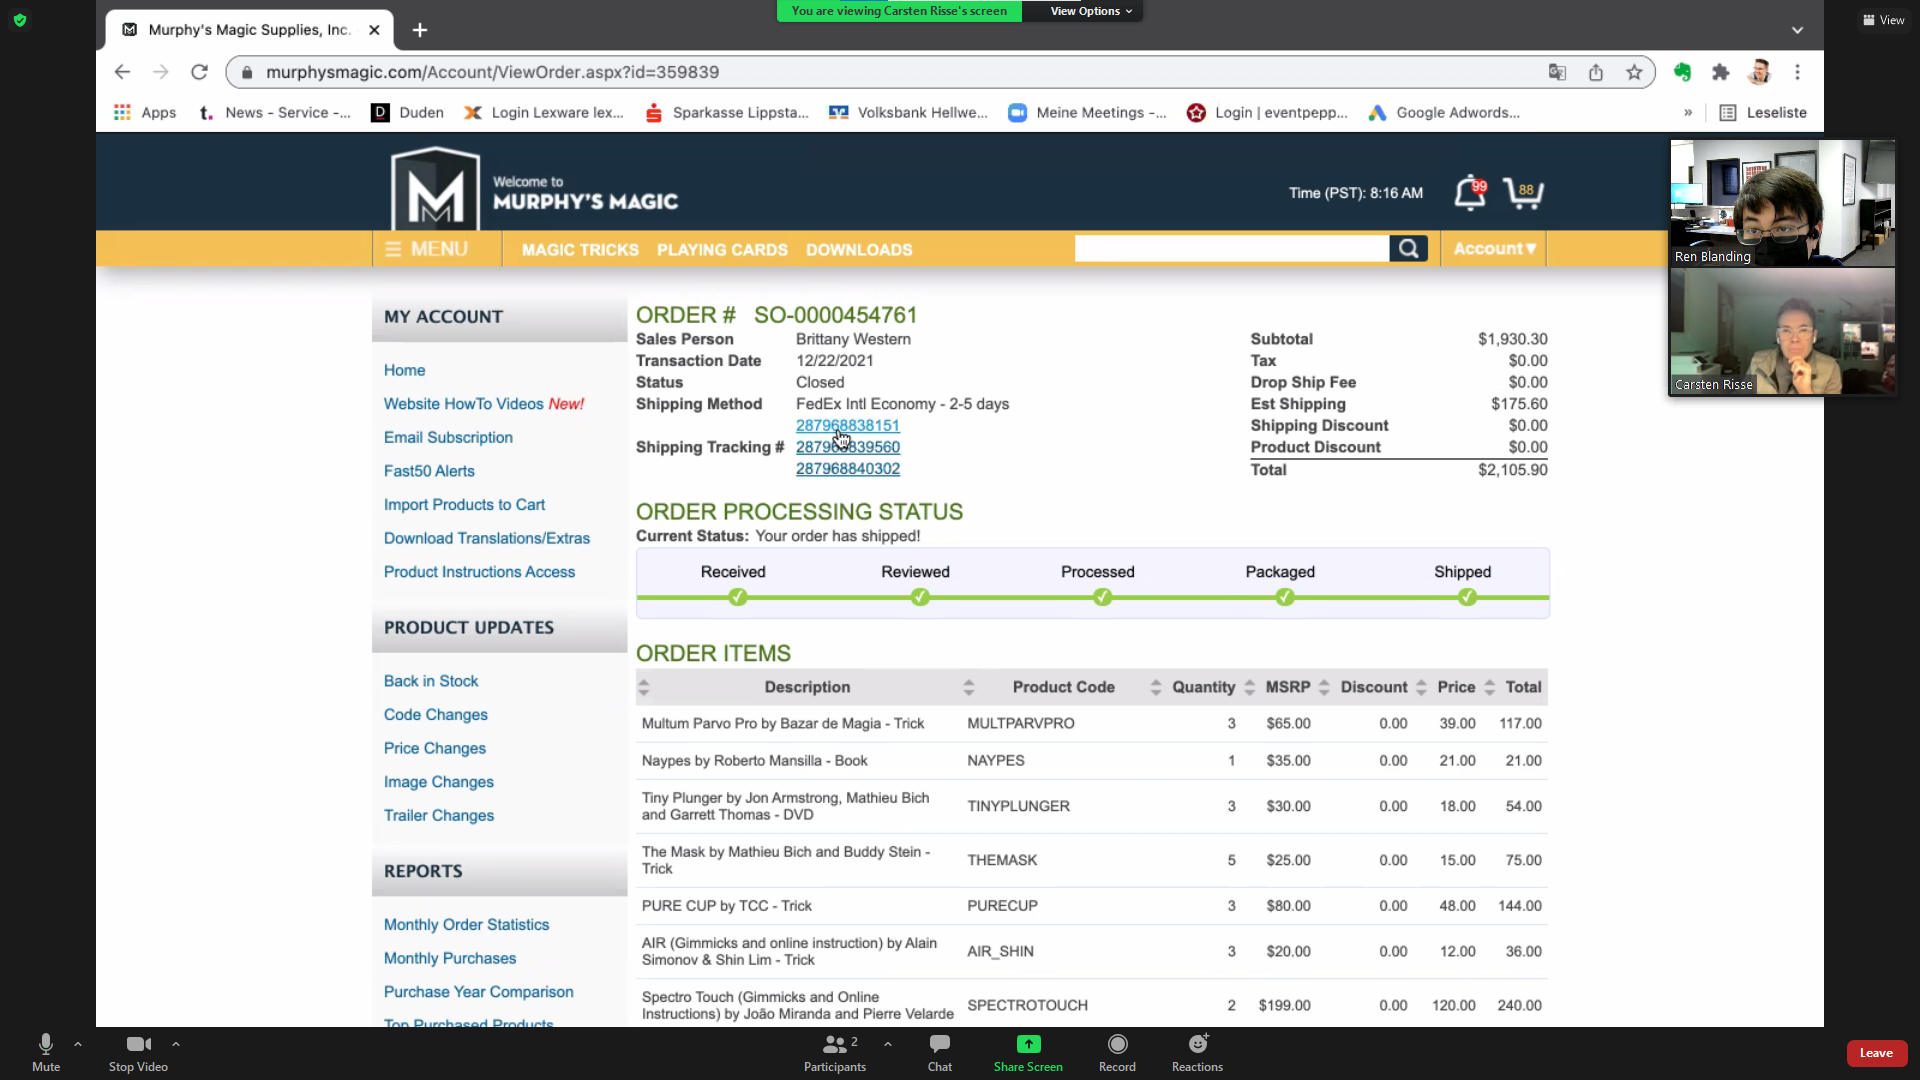 You are viewing Carsten Risse's screen
View Options
View
Murphy's Magic Supplies, Inc.
murphysmagic.com/Account/ViewOrder.aspx?id=359839
Apps
t. News - Service -...
D Duden
Login Lexware lex...
Sparkasse Lippsta...
Volksbank Hellwe...
Meine Meetings -...
Login | eventpepp...
Google Adwords...
»
Leseliste
Welcome to
MURPHY'S MAGIC
Time (PST): 8:16 AM
99
88
MENU
MAGIC TRICKS
PLAYING CARDS
DOWNLOADS
Account▼
Ren Blanding
Carsten Risse
MY ACCOUNT
Home
Website HowTo Videos New!
Email Subscription
Fast50 Alerts
Import Products to Cart
Download Translations/Extras
Product Instructions Access
PRODUCT UPDATES
Back in Stock
Code Changes
Price Changes
Image Changes
Trailer Changes
REPORTS
Monthly Order Statistics
Monthly Purchases
Purchase Year Comparison
Top Purchased Products
ORDER # SO-0000454761
Sales Person Brittany Western
Transaction Date 12/22/2021
Status Closed
Shipping Method FedEx Intl Economy - 2-5 days
287968838151
Shipping Tracking # 287968839560
287968840302
Subtotal $1,930.30
Tax $0.00
Drop Ship Fee $0.00
Est Shipping $175.60
Shipping Discount $0.00
Product Discount $0.00
Total $2,105.90
ORDER PROCESSING STATUS
Current Status: Your order has shipped!
Received Reviewed Processed Packaged Shipped
ORDER ITEMS
Description Product Code Quantity MSRP Discount Price Total
Multum Parvo Pro by Bazar de Magia - Trick MULTPARVPRO 3 $65.00 0.00 39.00 117.00
Naypes by Roberto Mansilla - Book NAYPES 1 $35.00 0.00 21.00 21.00
Tiny Plunger by Jon Armstrong, Mathieu Bich
and Garrett Thomas - DVD TINYPLUNGER 3 $30.00 0.00 18.00 54.00
The Mask by Mathieu Bich and Buddy Stein -
Trick THEMASK 5 $25.00 0.00 15.00 75.00
PURE CUP by TCC - Trick PURECUP 3 $80.00 0.00 48.00 144.00
AIR (Gimmicks and online instruction) by Alain
Simonov & Shin Lim - Trick AIR_SHIN 3 $20.00 0.00 12.00 36.00
Spectro Touch (Gimmicks and Online
Instructions) by João Miranda and Pierre Velarde SPECTROTOUCH 2 $199.00 0.00 120.00 240.00
Mute
Stop Video
Participants 2
Chat
Share Screen
Record
Reactions
Leave